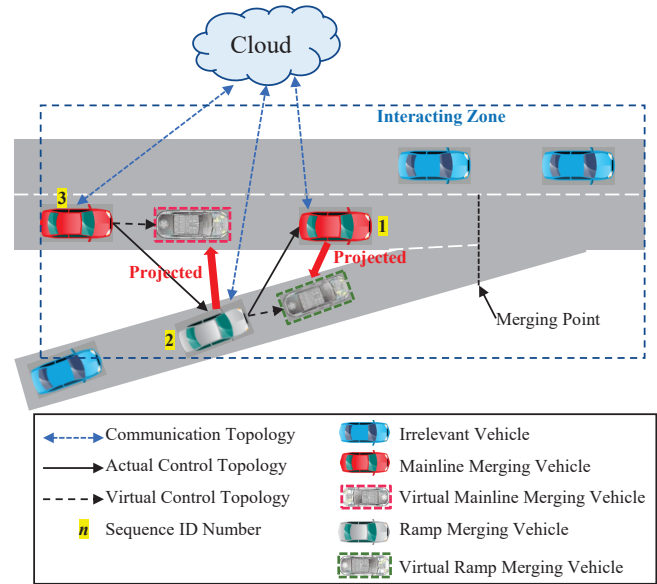 Cloud
Interacting Zone
3
1
Projected
Projected
2
Merging Point
Communication Topology
Actual Control Topology
Virtual Control Topology
n Sequence ID Number
Irrelevant Vehicle
Mainline Merging Vehicle
Virtual Mainline Merging Vehicle
Ramp Merging Vehicle
Virtual Ramp Merging Vehicle